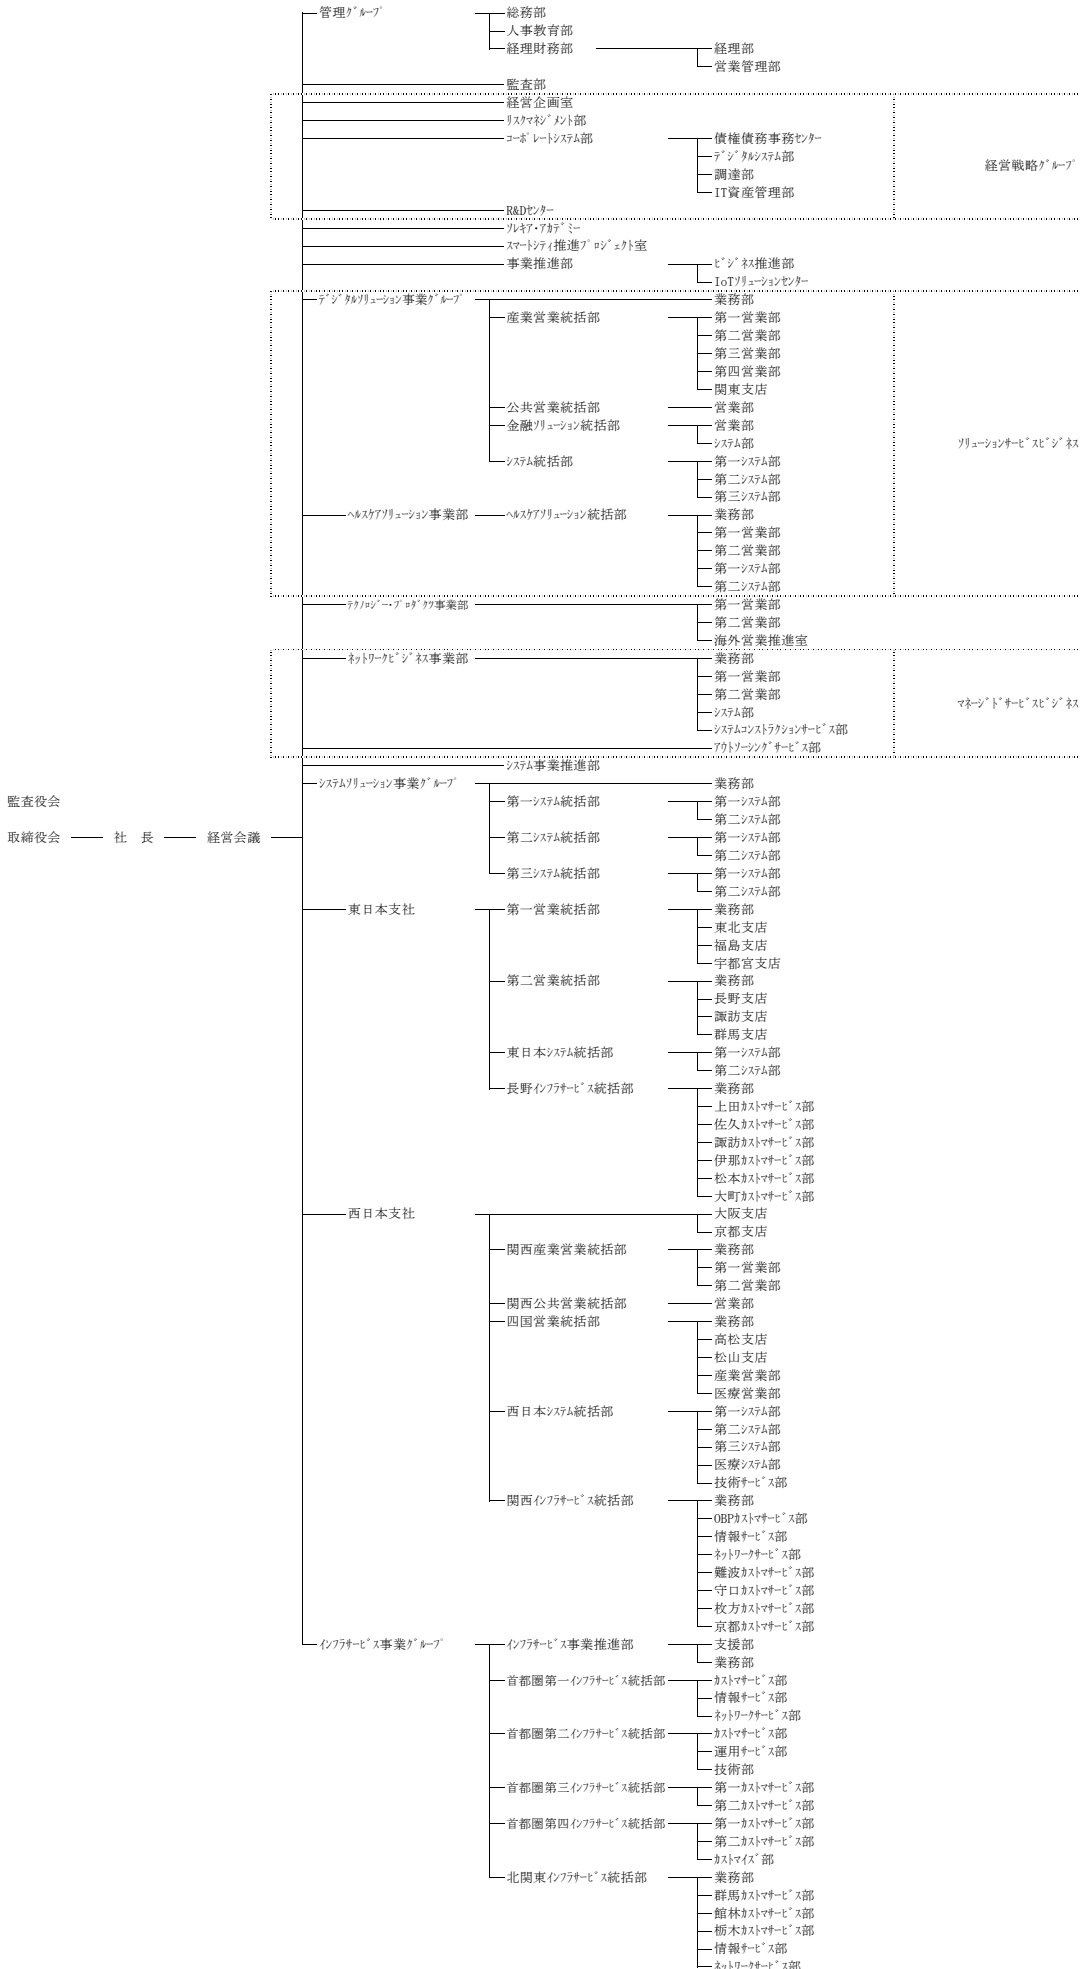 管理ｸﾞﾙｰﾌﾟ 総務部
人事教育部
経理財務部 経理部
営業管理部
監査部
経営企画室
ﾘｽｸﾏﾈｼﾞﾒﾝﾄ部
ｺｰﾎﾟﾚｰﾄｼｽﾃﾑ部 債権債務事務ｾﾝﾀｰ
ﾃﾞｼﾞﾀﾙｼｽﾃﾑ部
経営戦略ｸﾞﾙｰﾌﾟ
調達部
IT資産管理部
R&Dｾﾝﾀｰ
ｿﾚｷｱ・ｱｶﾃﾞﾐｰ
ｽﾏｰﾄｼﾃｨ推進ﾌﾟﾛｼﾞｪｸﾄ室
事業推進部 ﾋﾞｼﾞﾈｽ推進部
IoTｿﾘｭｰｼｮﾝｾﾝﾀｰ
ﾃﾞｼﾞﾀﾙｿﾘｭｰｼｮﾝ事業ｸﾞﾙｰﾌﾟ 業務部
産業営業統括部 第一営業部
第二営業部
第三営業部
第四営業部
関東支店
公共営業統括部 営業部
金融ｿﾘｭｰｼｮﾝ統括部 営業部
ｼｽﾃﾑ部 ｿﾘｭｰｼｮﾝｻｰﾋﾞｽﾋﾞｼﾞﾈｽ
ｼｽﾃﾑ統括部 第一ｼｽﾃﾑ部
第二ｼｽﾃﾑ部
第三ｼｽﾃﾑ部
ﾍﾙｽｹｱｿﾘｭｰｼｮﾝ事業部 ﾍﾙｽｹｱｿﾘｭｰｼｮﾝ統括部 業務部
第一営業部
第二営業部
第一ｼｽﾃﾑ部
第二ｼｽﾃﾑ部
ﾃｸﾉﾛｼﾞｰ・ﾌﾟﾛﾀﾞｸﾂ事業部 第一営業部
第二営業部
海外営業推進室
ﾈｯﾄﾜｰｸﾋﾞｼﾞﾈｽ事業部 業務部
第一営業部
第二営業部
ﾏﾈｰｼﾞﾄﾞｻｰﾋﾞｽﾋﾞｼﾞﾈｽ
ｼｽﾃﾑ部
ｼｽﾃﾑｺﾝｽﾄﾗｸｼｮﾝｻｰﾋﾞｽ部
ｱｳﾄｿｰｼﾝｸﾞｻｰﾋﾞｽ部
ｼｽﾃﾑ事業推進部
ｼｽﾃﾑｿﾘｭｰｼｮﾝ事業ｸﾞﾙｰﾌﾟ 業務部
監査役会 第一ｼｽﾃﾑ統括部 第一ｼｽﾃﾑ部
第二ｼｽﾃﾑ部
取締役会 社 長 経営会議 第二ｼｽﾃﾑ統括部 第一ｼｽﾃﾑ部
第二ｼｽﾃﾑ部
第三ｼｽﾃﾑ統括部 第一ｼｽﾃﾑ部
第二ｼｽﾃﾑ部
東日本支社 第一営業統括部 業務部
東北支店
福島支店
宇都宮支店
第二営業統括部 業務部
長野支店
諏訪支店
群馬支店
東日本ｼｽﾃﾑ統括部 第一ｼｽﾃﾑ部
第二ｼｽﾃﾑ部
長野ｲﾝﾌﾗｻｰﾋﾞｽ統括部 業務部
上田ｶｽﾄﾏｻｰﾋﾞｽ部
佐久ｶｽﾄﾏｻｰﾋﾞｽ部
諏訪ｶｽﾄﾏｻｰﾋﾞｽ部
伊那ｶｽﾄﾏｻｰﾋﾞｽ部
松本ｶｽﾄﾏｻｰﾋﾞｽ部
大町ｶｽﾄﾏｻｰﾋﾞｽ部
西日本支社 大阪支店
京都支店
関西産業営業統括部 業務部
第一営業部
第二営業部
関西公共営業統括部 営業部
四国営業統括部 業務部
高松支店
松山支店
産業営業部
医療営業部
西日本ｼｽﾃﾑ統括部 第一ｼｽﾃﾑ部
第二ｼｽﾃﾑ部
第三ｼｽﾃﾑ部
医療ｼｽﾃﾑ部
技術ｻｰﾋﾞｽ部
関西ｲﾝﾌﾗｻｰﾋﾞｽ統括部 業務部
OBPｶｽﾄﾏｻｰﾋﾞｽ部
情報ｻｰﾋﾞｽ部
ﾈｯﾄﾜｰｸｻｰﾋﾞｽ部
難波ｶｽﾄﾏｻｰﾋﾞｽ部
守口ｶｽﾄﾏｻｰﾋﾞｽ部
枚方ｶｽﾄﾏｻｰﾋﾞｽ部
京都ｶｽﾄﾏｻｰﾋﾞｽ部
ｲﾝﾌﾗｻｰﾋﾞｽ事業ｸﾞﾙｰﾌﾟ ｲﾝﾌﾗｻｰﾋﾞｽ事業推進部 支援部
業務部
首都圏第一ｲﾝﾌﾗｻｰﾋﾞｽ統括部 ｶｽﾄﾏｻｰﾋﾞｽ部
情報ｻｰﾋﾞｽ部
ﾈｯﾄﾜｰｸｻｰﾋﾞｽ部
首都圏第二ｲﾝﾌﾗｻｰﾋﾞｽ統括部 ｶｽﾄﾏｻｰﾋﾞｽ部
運用ｻｰﾋﾞｽ部
技術部
首都圏第三ｲﾝﾌﾗｻｰﾋﾞｽ統括部 第一ｶｽﾄﾏｻｰﾋﾞｽ部
第二ｶｽﾄﾏｻｰﾋﾞｽ部
首都圏第四ｲﾝﾌﾗｻｰﾋﾞｽ統括部 第一ｶｽﾄﾏｻｰﾋﾞｽ部
第二ｶｽﾄﾏｻｰﾋﾞｽ部
ｶｽﾄﾏｲｽﾞ部
北関東ｲﾝﾌﾗｻｰﾋﾞｽ統括部 業務部
群馬ｶｽﾄﾏｻｰﾋﾞｽ部
館林ｶｽﾄﾏｻｰﾋﾞｽ部
栃木ｶｽﾄﾏｻｰﾋﾞｽ部
情報ｻｰﾋﾞｽ部
ﾈｯﾄﾜｰｸｻｰﾋﾞｽ部